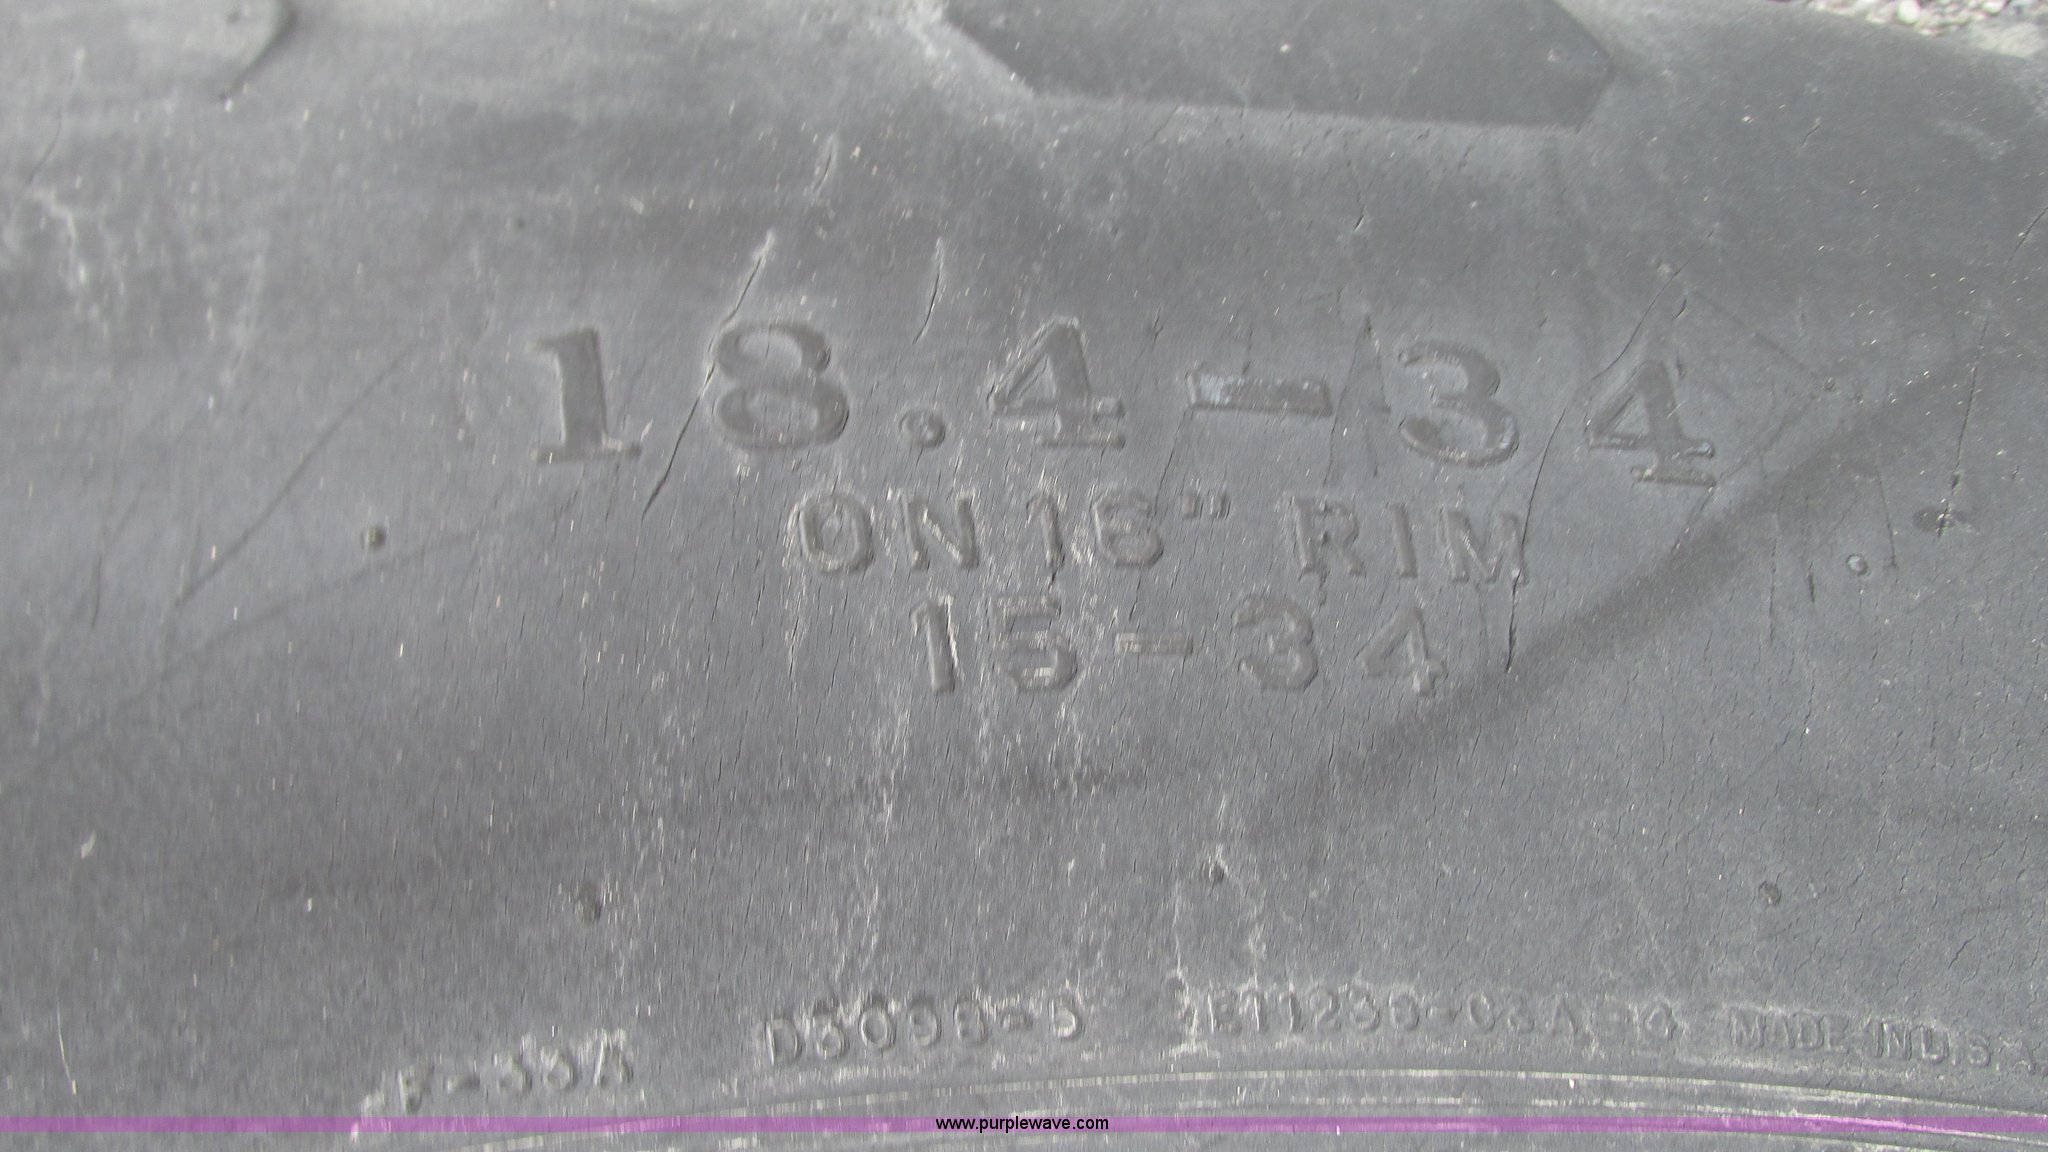 18.4-34
ON 16" RIM
15-34
MADE IN U.S.A.
www.purplewave.com